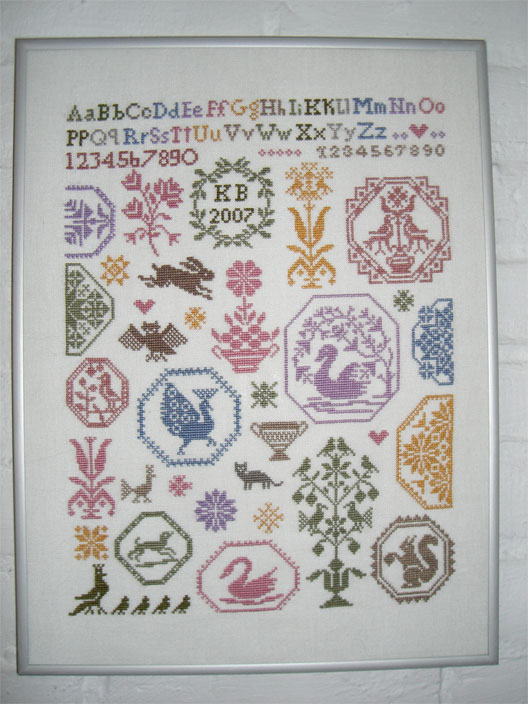 AaBbCcDdEeFfGgHhIiKkLlMmNnOo
PpQqRrSsTtUuVvWwXxYyZz
1234567890 1234567890
KB
2007